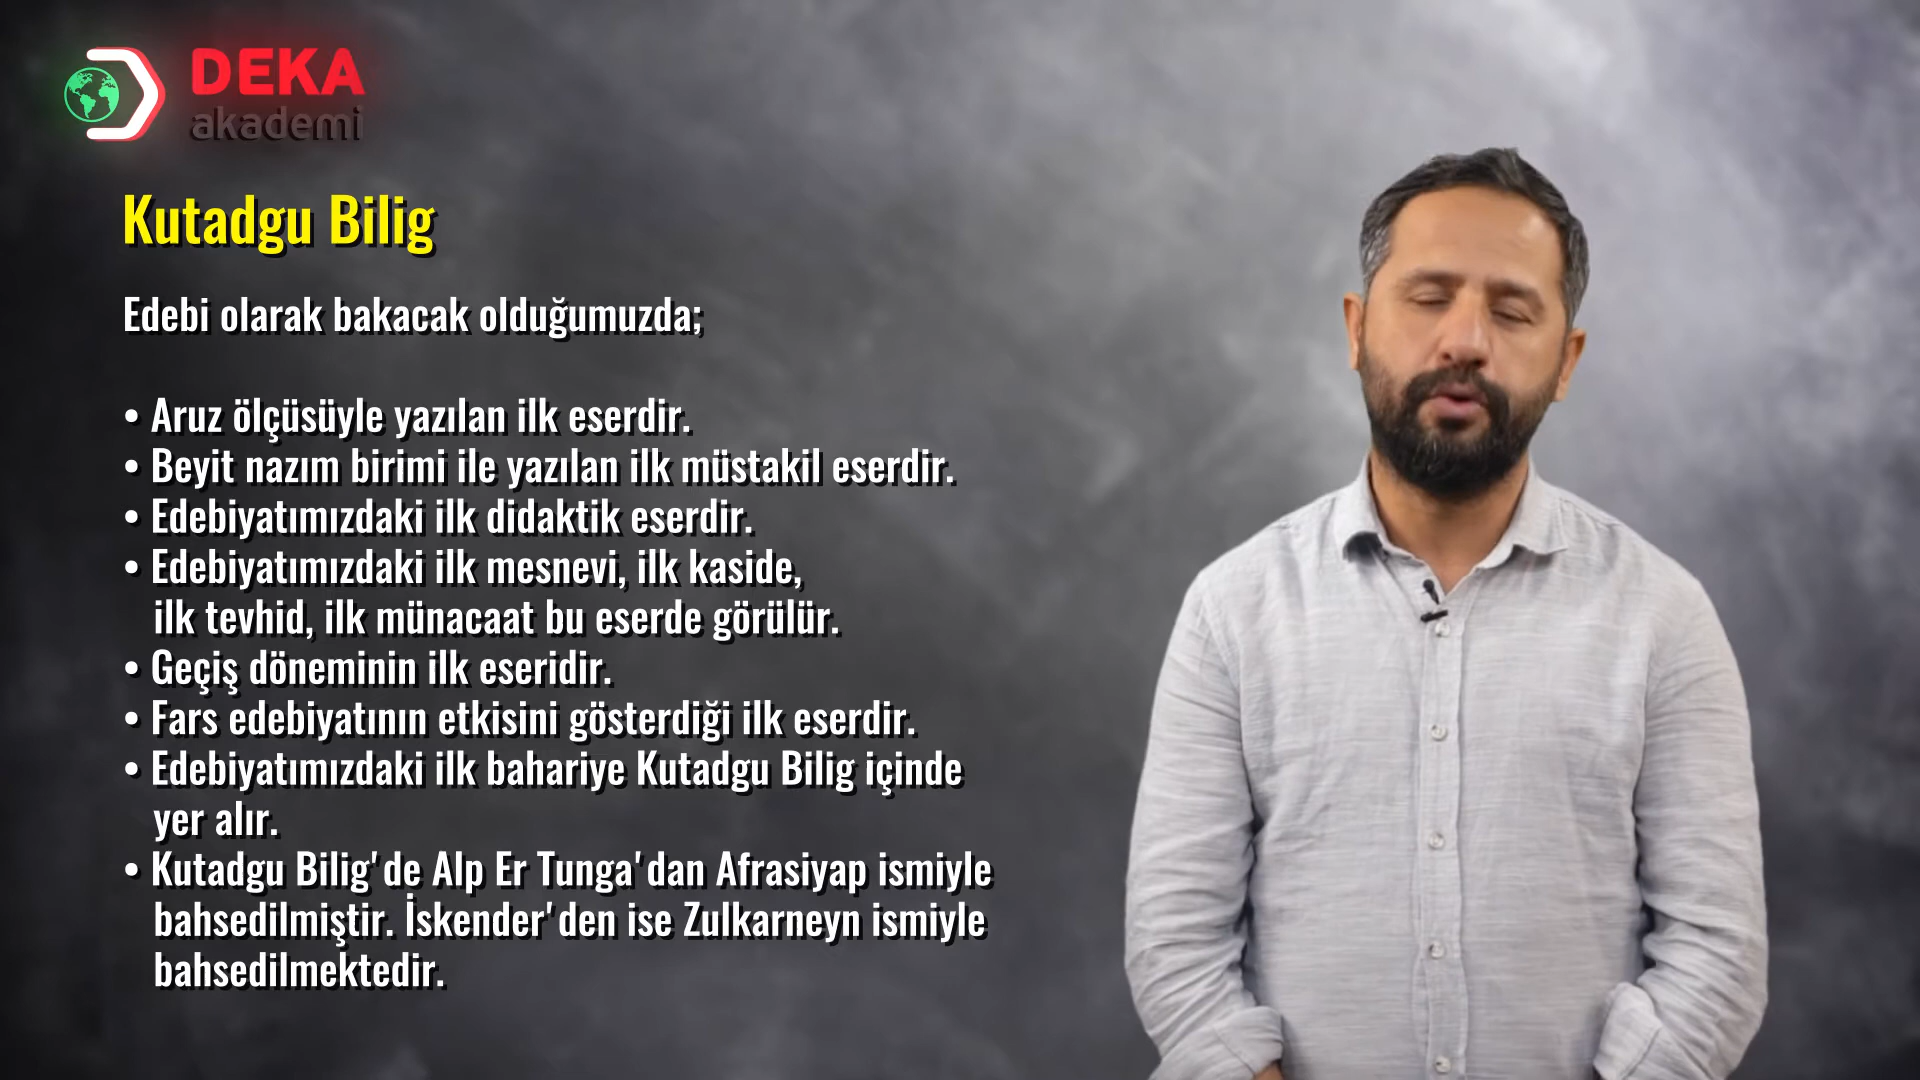 DEKA
akademi
Kutadgu Bilig
Edebi olarak bakacak olduğumuzda;
• Aruz ölçüsüyle yazılan ilk eserdir.
• Beyit nazım birimi ile yazılan ilk müstakil eserdir.
• Edebiyatımızdaki ilk didaktik eserdir.
• Edebiyatımızdaki ilk mesnevi, ilk kaside,
ilk tevhid, ilk münacaat bu eserde görülür.
• Geçiş döneminin ilk eseridir.
• Fars edebiyatının etkisini gösterdiği ilk eserdir.
• Edebiyatımızdaki ilk bahariye Kutadgu Bilig içinde
yer alır.
• Kutadgu Bilig'de Alp Er Tunga'dan Afrasiyap ismiyle
bahsedilmiştir. İskender'den ise Zulkarneyn ismiyle
bahsedilmektedir.